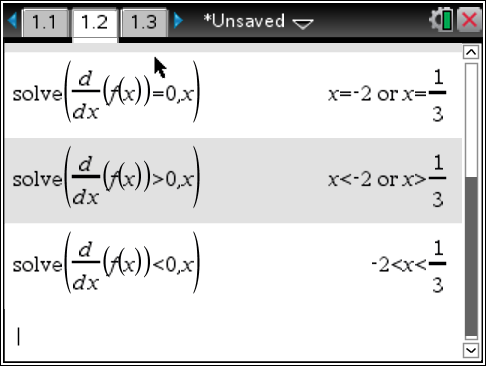 1.1 1.2 1.3 *Unsaved
solve(d/dx(f(x))=0,x) x=-2 or x=1/3
solve(d/dx(f(x))>0,x) x<-2 or x>1/3
solve(d/dx(f(x))<0,x) -2<x<1/3